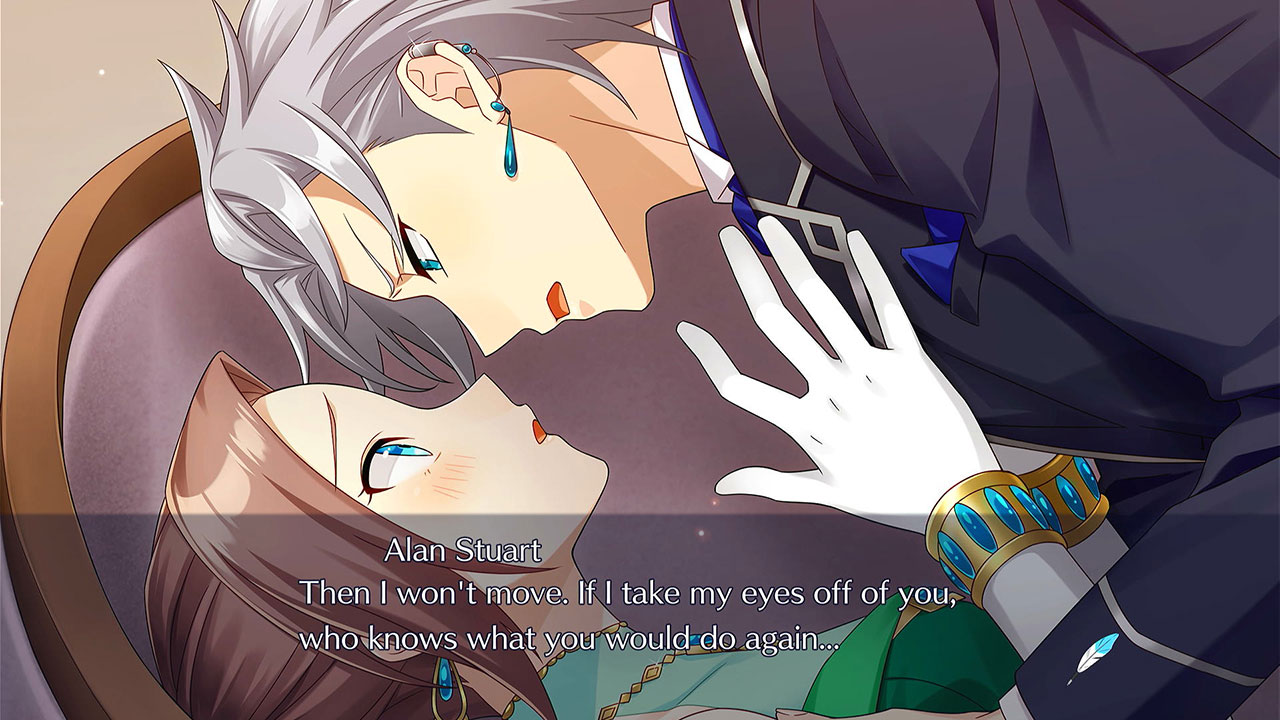 Alan Stuart
Then I won't move. If I take my eyes off of you,
who knows what you would do again...